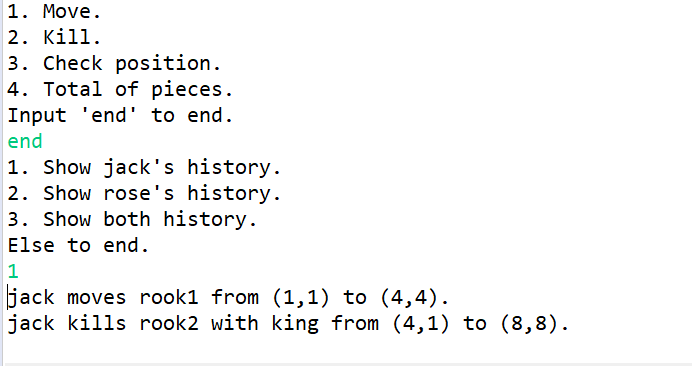 1. Move.
2. Kill.
3. Check position.
4. Total of pieces.
Input 'end' to end.
end
1. Show jack's history.
2. Show rose's history.
3. Show both history.
Else to end.
1
jack moves rook1 from (1,1) to (4,4).
jack kills rook2 with king from (4,1) to (8,8).